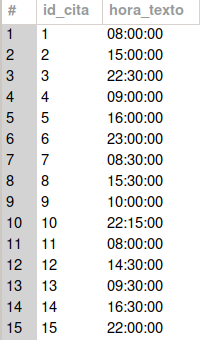 # id_cita hora_texto
1 1 08:00:00
2 2 15:00:00
3 3 22:30:00
4 4 09:00:00
5 5 16:00:00
6 6 23:00:00
7 7 08:30:00
8 8 15:30:00
9 9 10:00:00
10 10 22:15:00
11 11 08:00:00
12 12 14:30:00
13 13 09:30:00
14 14 16:30:00
15 15 22:00:00